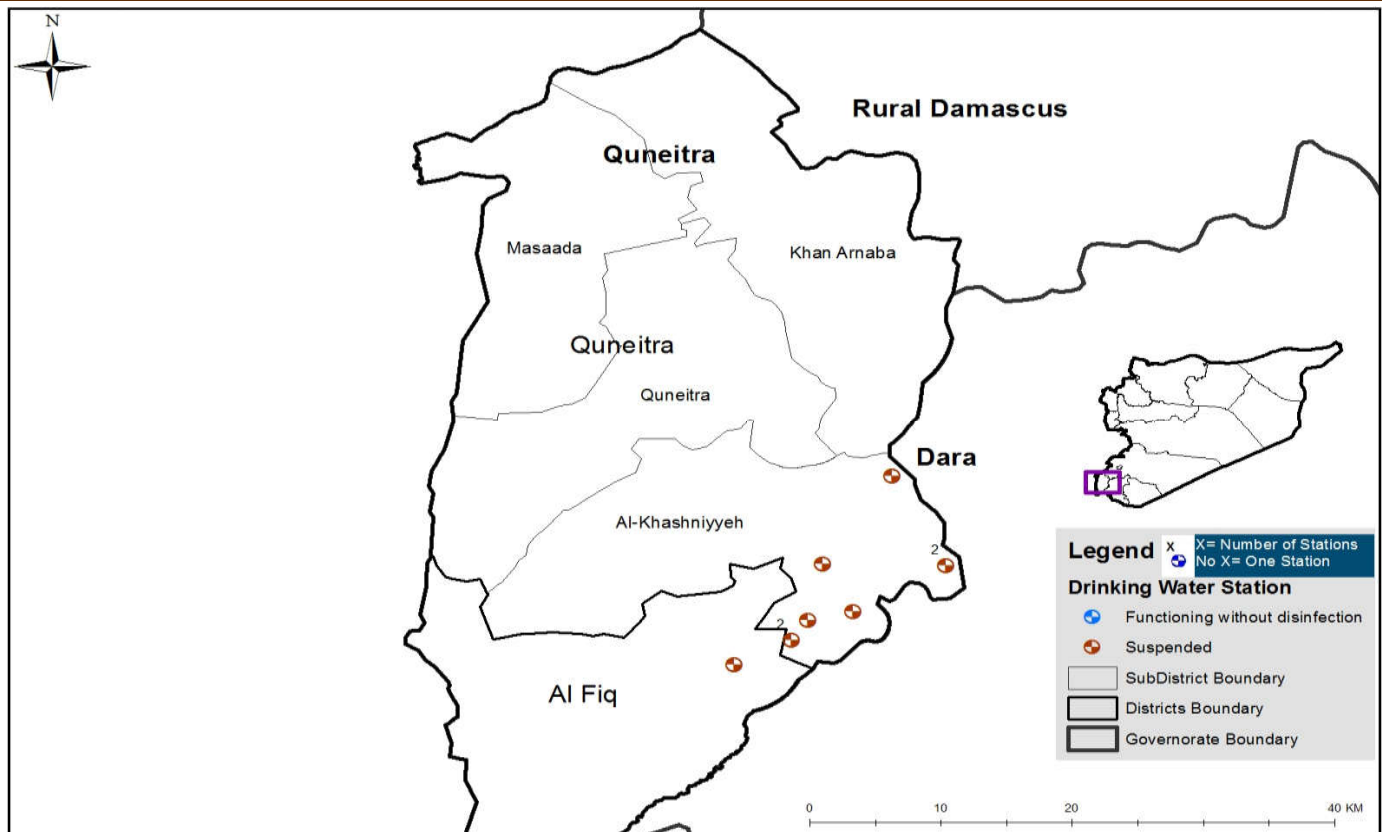 N
Rural Damascus
Quneitra
Masaada
Khan Arnaba
Quneitra
Quneitra
Dara
Al-Khashniyyeh
2
2
Al Fiq
Legend
X
X= Number of Stations
No X= One Station
Drinking Water Station
Functioning without disinfection
Suspended
SubDistrict Boundary
Districts Boundary
Governorate Boundary
0 10 20 40 KM